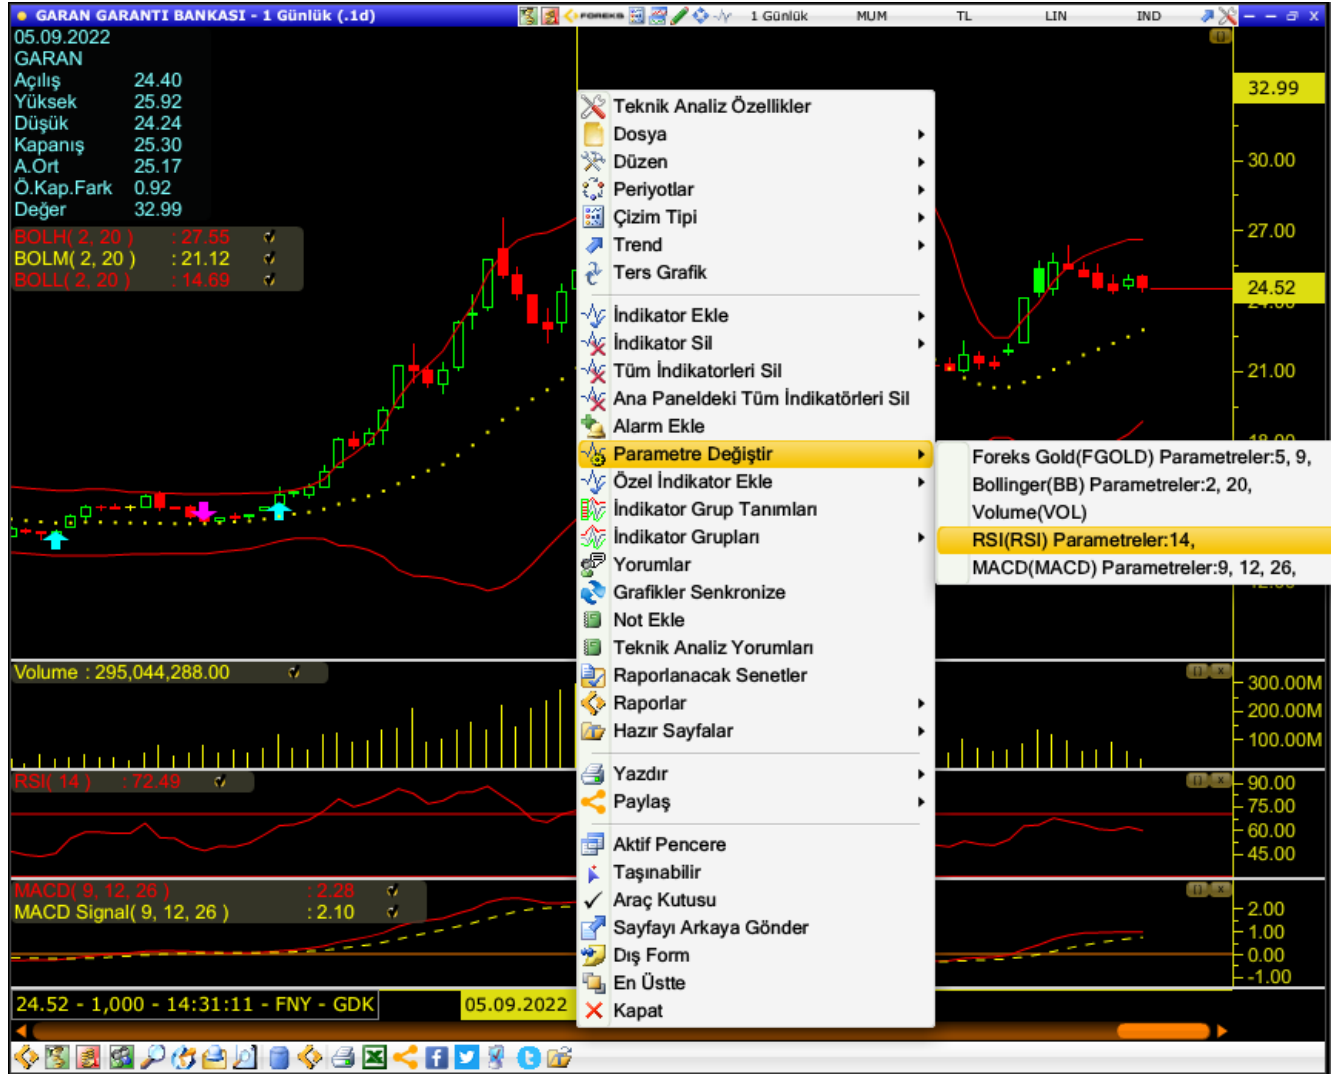 GARAN GARANTI BANKASI - 1 Günlük (.1d)
FOREKS
1 Günlük
MUM
TL
LIN
IND
05.09.2022
GARAN
Açılış 24.40
Yüksek 25.92
Düşük 24.24
Kapanış 25.30
A.Ort 25.17
Ö.Kap.Fark 0.92
Değer 32.99
BOLH( 2, 20 ) : 27.55
BOLM( 2, 20 ) : 21.12
BOLL( 2, 20 ) : 14.69
32.99
30.00
27.00
24.52
21.00
Teknik Analiz Özellikler
Dosya
Düzen
Periyotlar
Çizim Tipi
Trend
Ters Grafik
İndikator Ekle
İndikator Sil
Tüm İndikatorleri Sil
Ana Paneldeki Tüm İndikatörleri Sil
Alarm Ekle
Parametre Değiştir
Özel İndikator Ekle
İndikator Grup Tanımları
İndikator Grupları
Yorumlar
Grafikler Senkronize
Not Ekle
Teknik Analiz Yorumları
Raporlanacak Senetler
Raporlar
Hazır Sayfalar
Yazdır
Paylaş
Aktif Pencere
Taşınabilir
Araç Kutusu
Sayfayı Arkaya Gönder
Dış Form
En Üstte
Kapat
Foreks Gold(FGOLD) Parametreler:5, 9,
Bollinger(BB) Parametreler:2, 20,
Volume(VOL)
RSI(RSI) Parametreler:14,
MACD(MACD) Parametreler:9, 12, 26,
Volume : 295,044,288.00
300.00M
200.00M
100.00M
RSI( 14 ) : 72.49
90.00
75.00
60.00
45.00
MACD( 9, 12, 26 ) : 2.28
MACD Signal( 9, 12, 26 ) : 2.10
2.00
1.00
0.00
-1.00
24.52 - 1,000 - 14:31:11 - FNY - GDK
05.09.2022